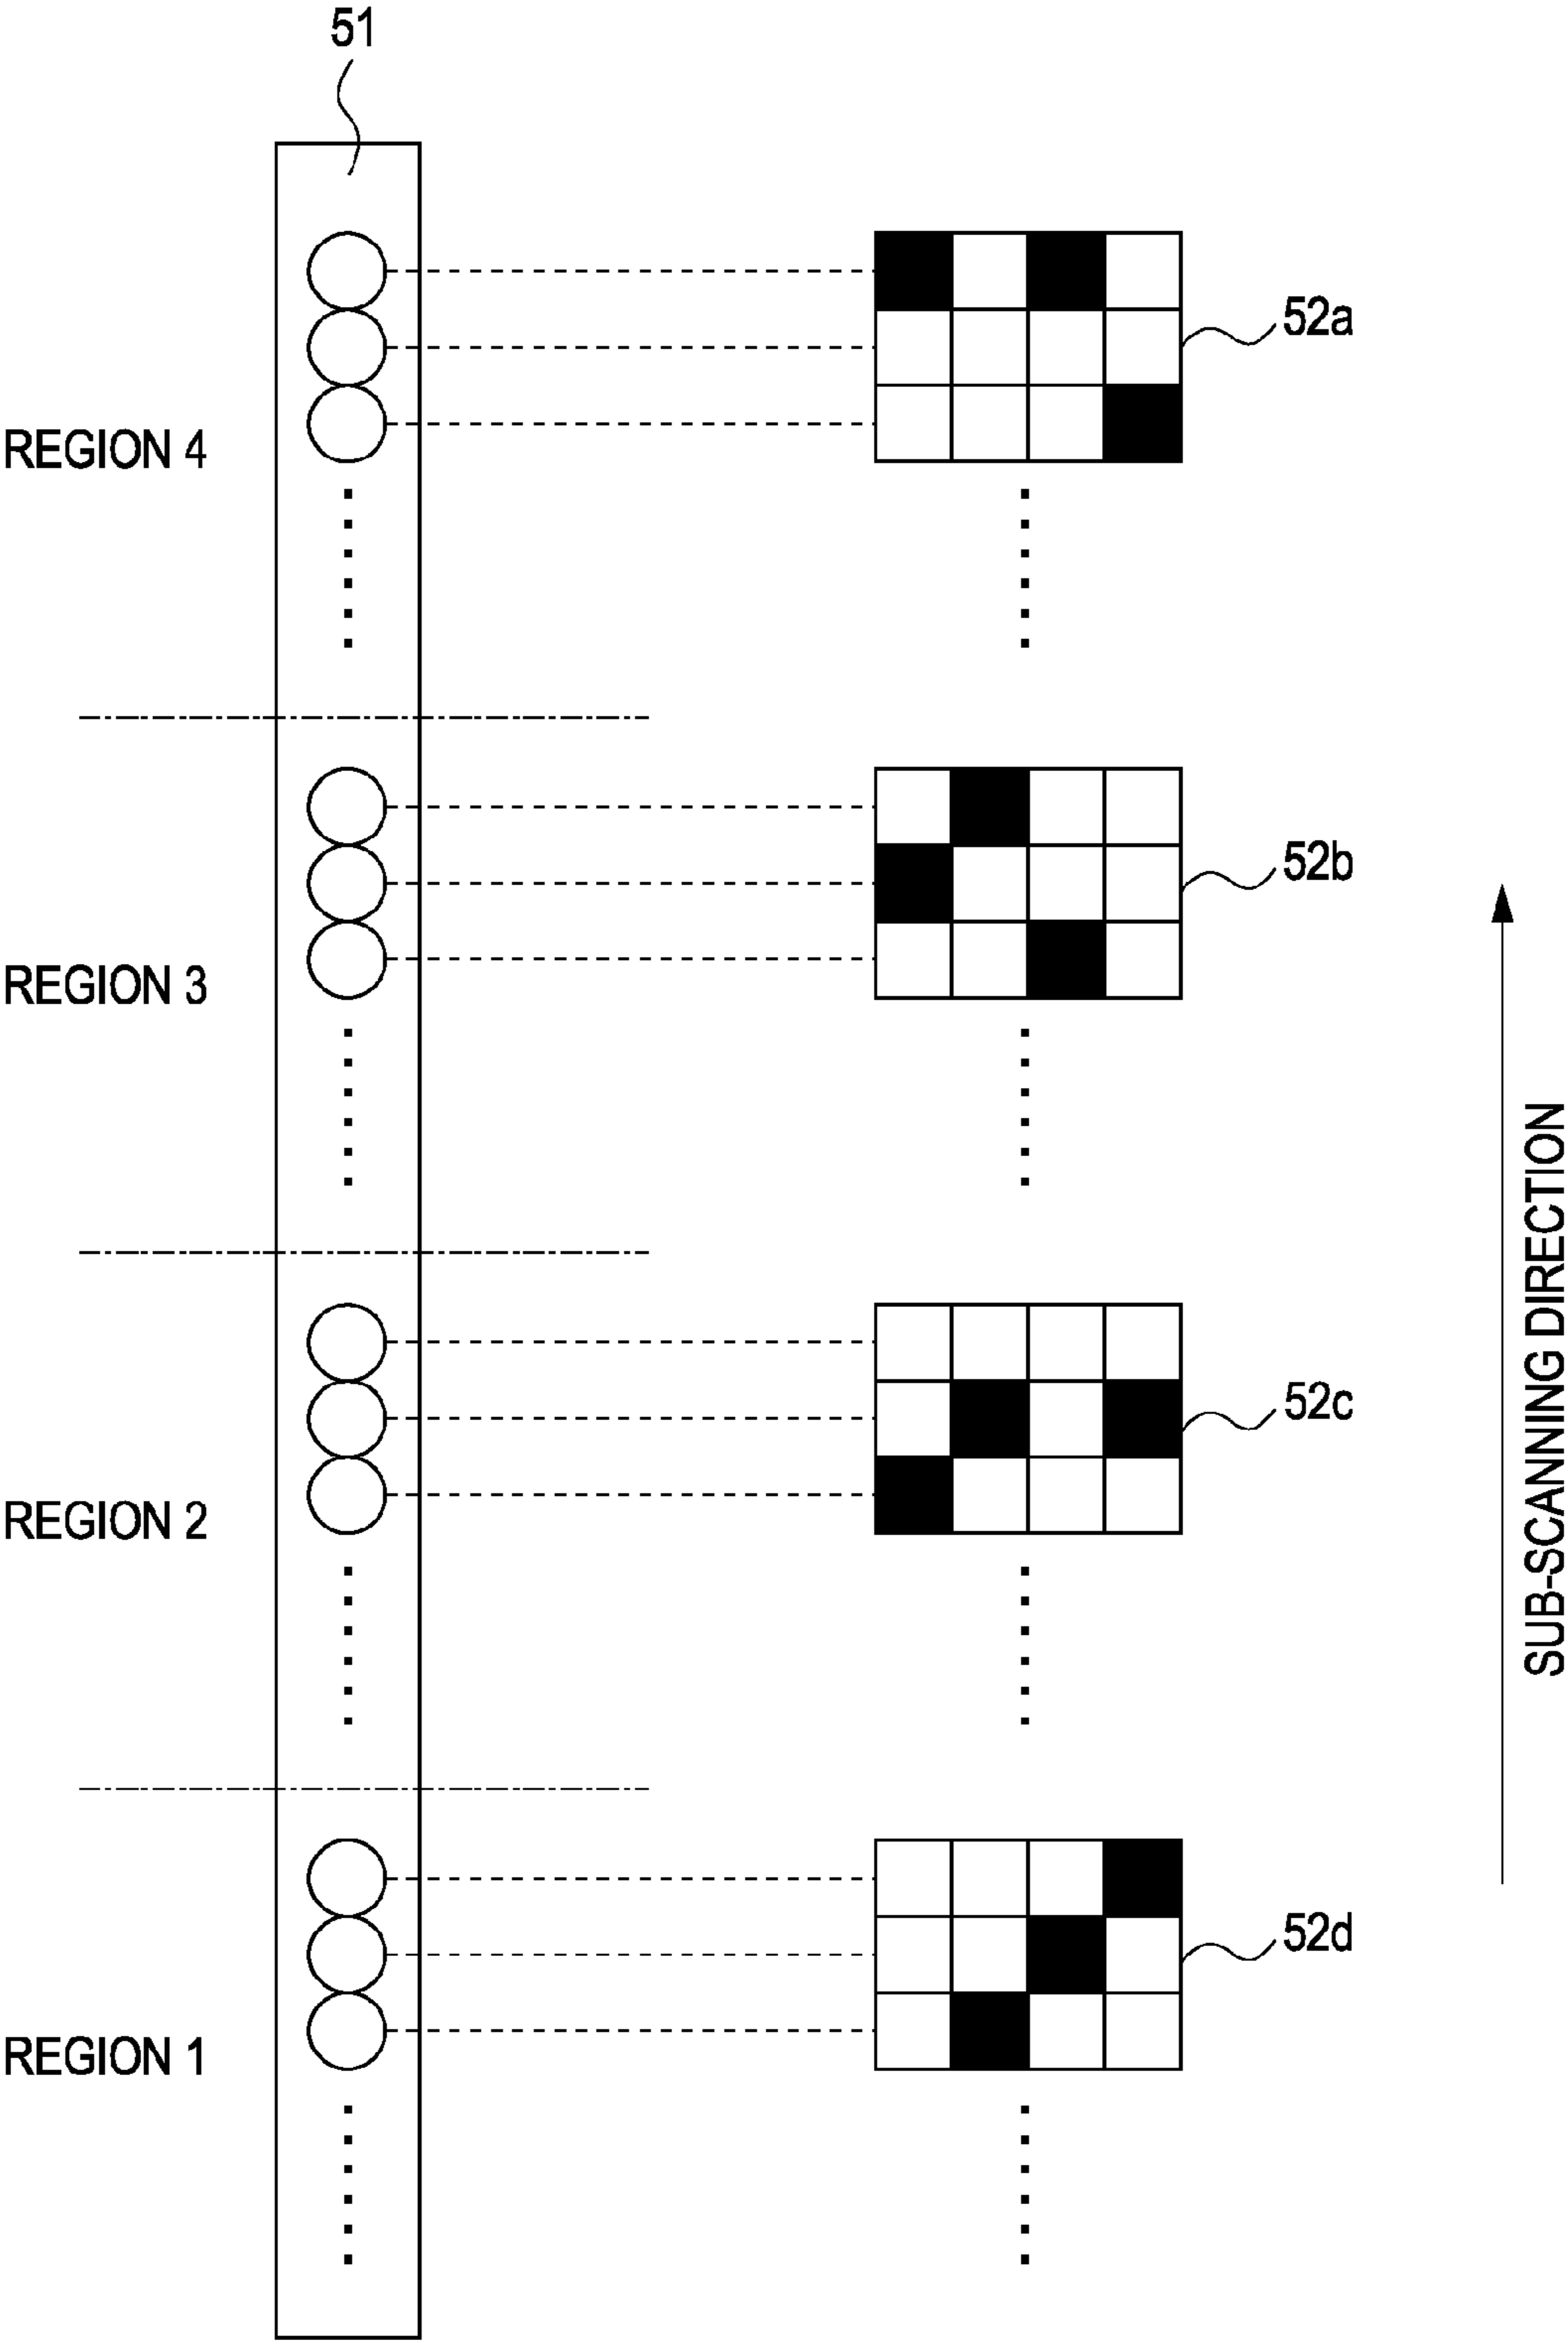 51
52a
REGION 4
52b
REGION 3
52c
REGION 2
52d
REGION 1
SUB-SCANNING DIRECTION